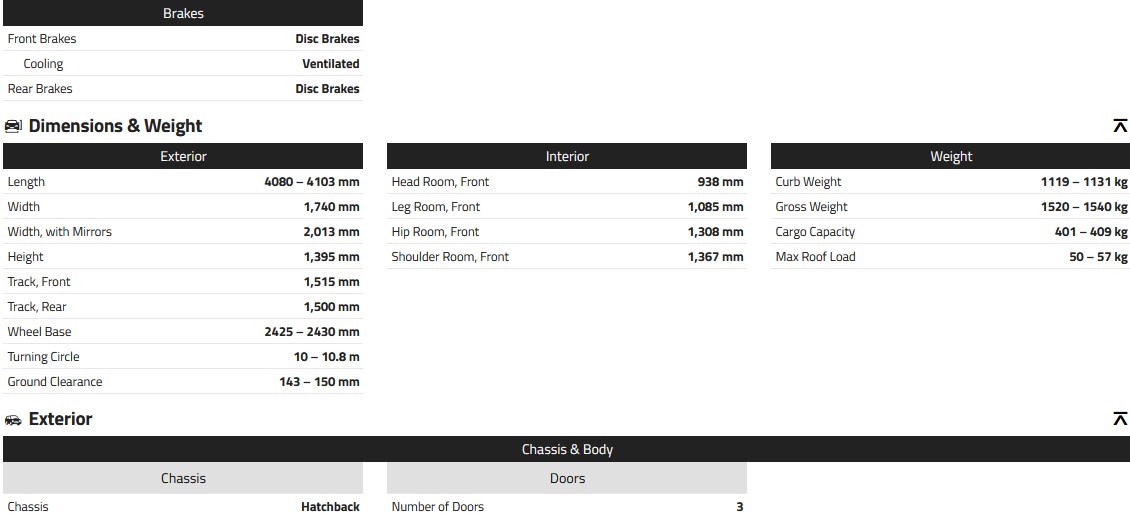 Brakes
Front Brakes Disc Brakes
Cooling Ventilated
Rear Brakes Disc Brakes
Dimensions & Weight
Exterior
Length 4080 – 4103 mm
Width 1,740 mm
Width, with Mirrors 2,013 mm
Height 1,395 mm
Track, Front 1,515 mm
Track, Rear 1,500 mm
Wheel Base 2425 – 2430 mm
Turning Circle 10 – 10.8 m
Ground Clearance 143 – 150 mm
Interior
Head Room, Front 938 mm
Leg Room, Front 1,085 mm
Hip Room, Front 1,308 mm
Shoulder Room, Front 1,367 mm
Weight
Curb Weight 1119 – 1131 kg
Gross Weight 1520 – 1540 kg
Cargo Capacity 401 – 409 kg
Max Roof Load 50 – 57 kg
Exterior
Chassis & Body
Chassis
Chassis Hatchback
Doors
Number of Doors 3